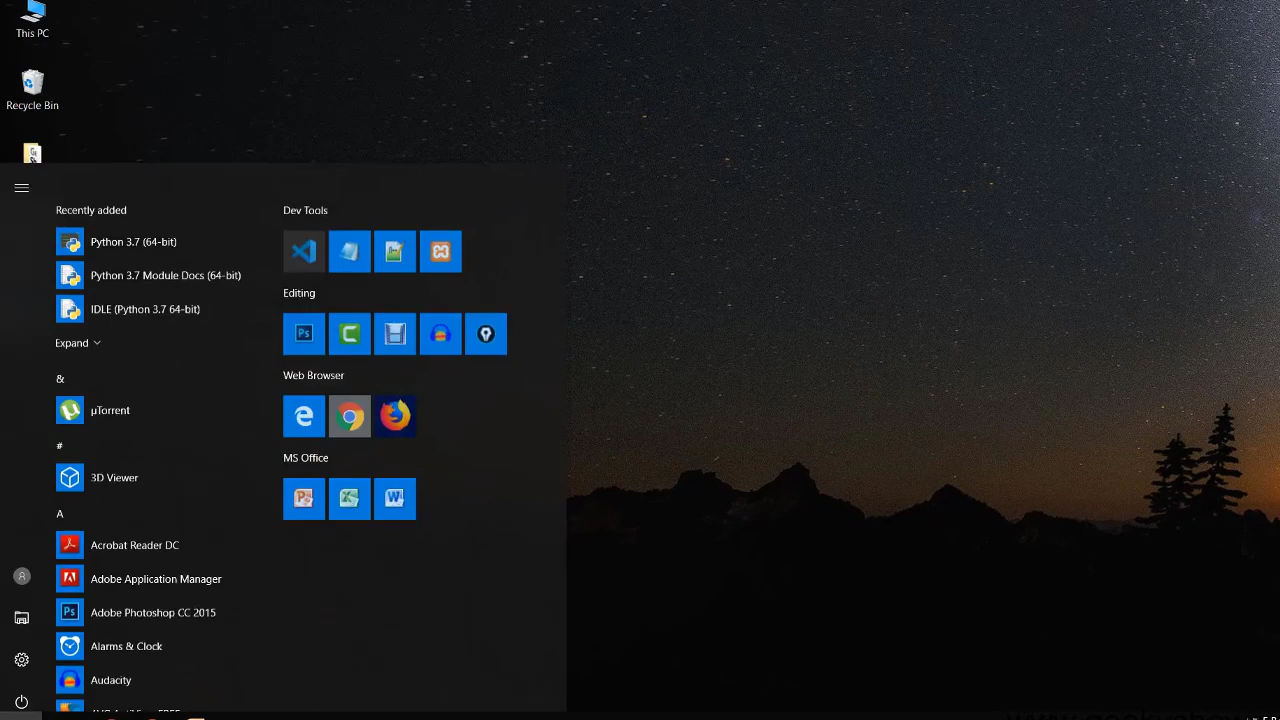 This PC
Recycle Bin
Recently added
Python 3.7 (64-bit)
Python 3.7 Module Docs (64-bit)
IDLE (Python 3.7 64-bit)
Expand
&
µTorrent
#
3D Viewer
A
Acrobat Reader DC
Adobe Application Manager
Adobe Photoshop CC 2015
Alarms & Clock
Audacity
Dev Tools
Editing
Ps
Web Browser
MS Office